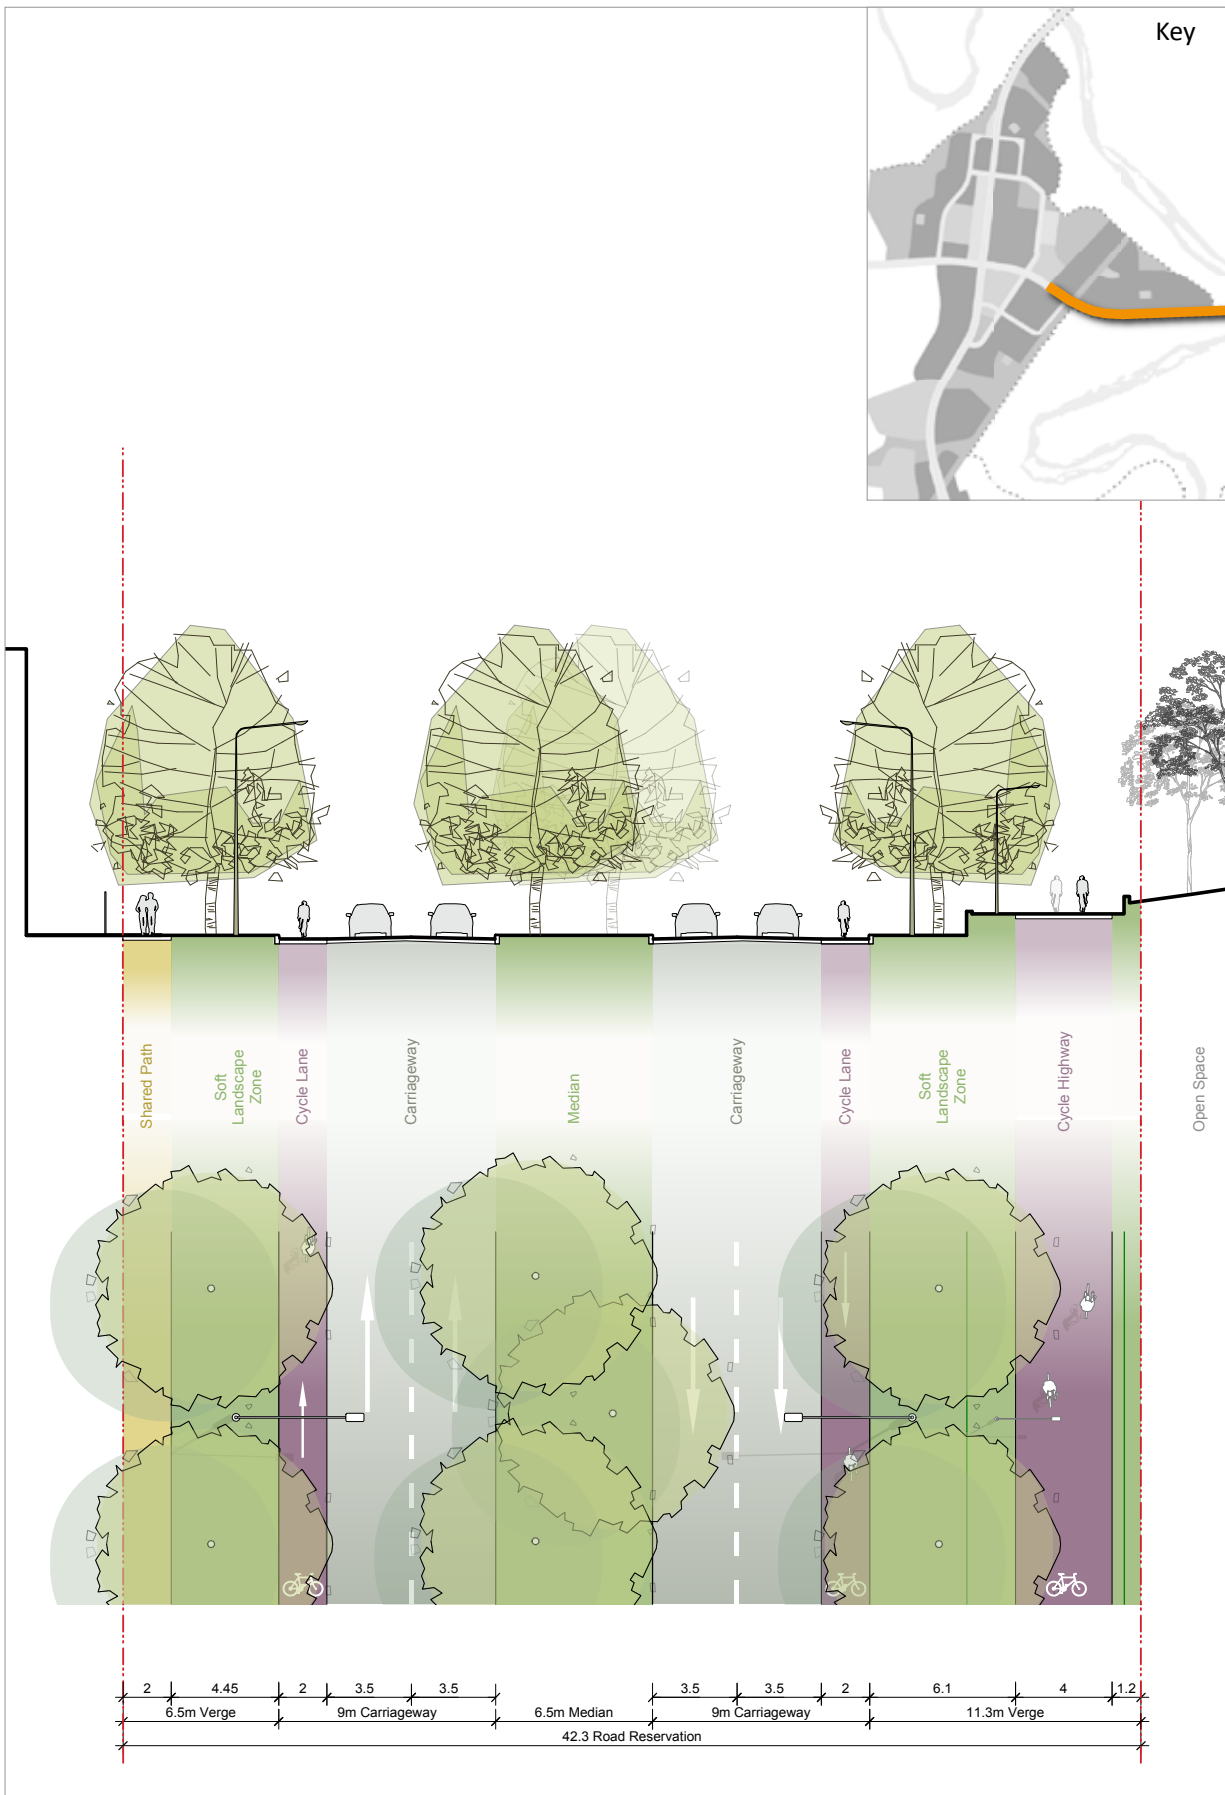 Key
Shared Path
Soft
Landscape
Zone
Cycle Lane
Carriageway
Median
Carriageway
Cycle Lane
Soft
Landscape
Zone
Cycle Highway
Open Space
2 4.45 2 3.5 3.5 3.5 3.5 2 6.1 4 1.2
6.5m Verge 9m Carriageway 6.5m Median 9m Carriageway 11.3m Verge
42.3 Road Reservation